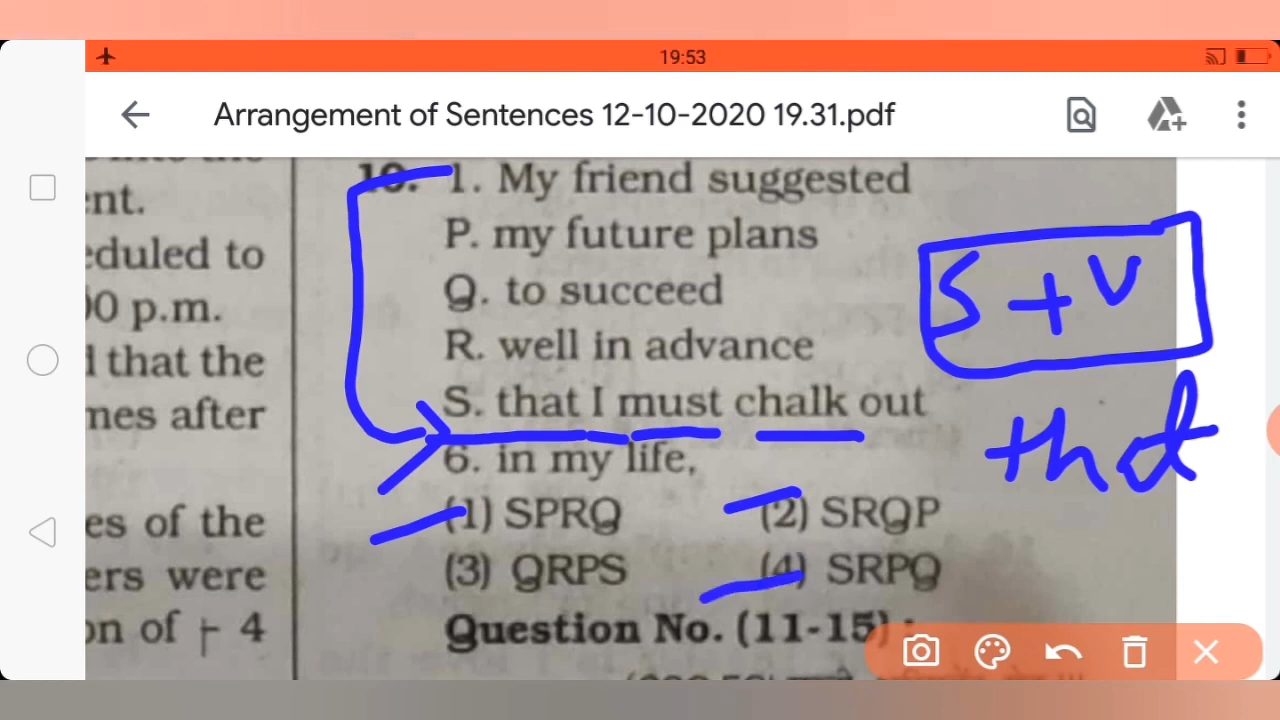 19:53
Arrangement of Sentences 12-10-2020 19.31.pdf
ent.
eduled to
00 p.m.
d that the
mes after
es of the
ers were
on of - 4
10. 1. My friend suggested
P. my future plans
Q. to succeed
R. well in advance
S. that I must chalk out
6. in my life,
(1) SPRQ (2) SRQP
(3) QRPS (4) SRPQ
Question No. (11-15) :
S + V
that